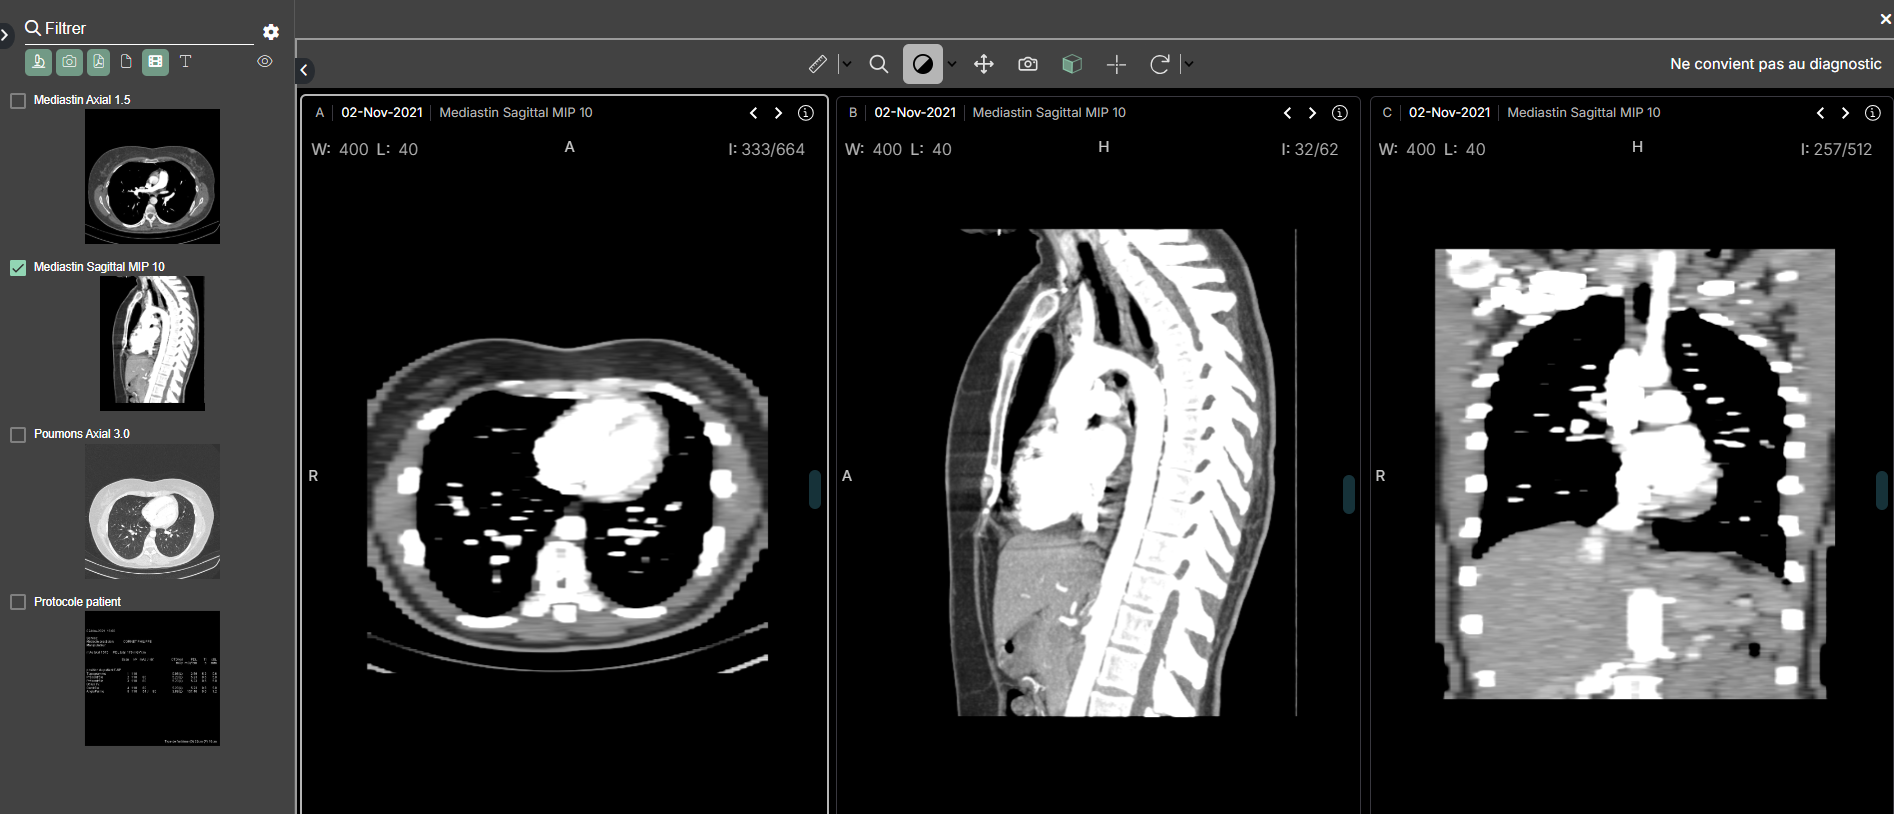 Filtrer
T
Ne convient pas au diagnostic
Mediastin Axial 1.5
Mediastin Sagittal MIP 10
Poumons Axial 3.0
Protocole patient
A 02-Nov-2021 Mediastin Sagittal MIP 10
W: 400 L: 40 A I: 333/664
R
B 02-Nov-2021 Mediastin Sagittal MIP 10
W: 400 L: 40 H I: 32/62
A
C 02-Nov-2021 Mediastin Sagittal MIP 10
W: 400 L: 40 H I: 257/512
R